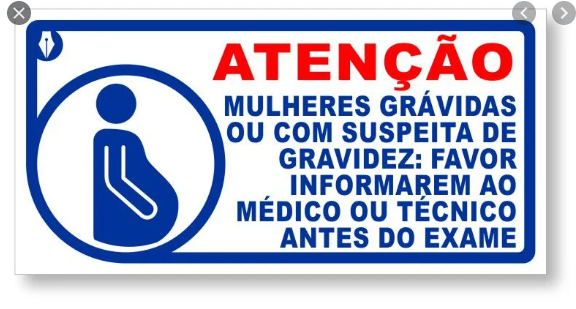 ATENÇÃO
MULHERES GRÁVIDAS
OU COM SUSPEITA DE
GRAVIDEZ: FAVOR
INFORMAREM AO
MÉDICO OU TÉCNICO
ANTES DO EXAME